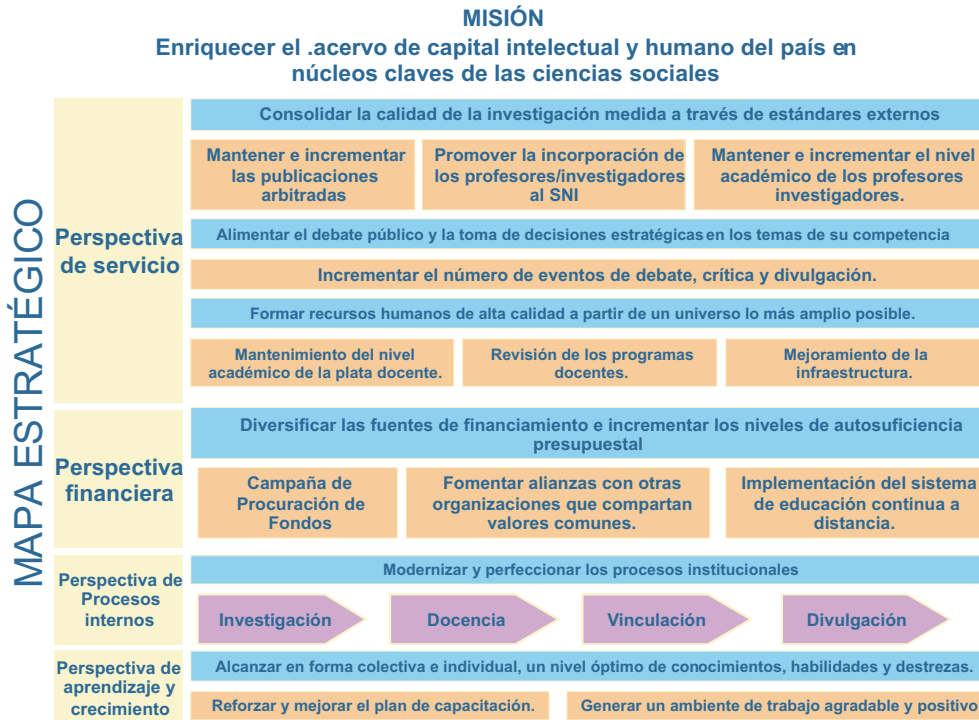 MISIÓN
Enriquecer el .acervo de capital intelectual y humano del país en
núcleos claves de las ciencias sociales
MAPA ESTRATÉGICO
Perspectiva
de servicio
Consolidar la calidad de la investigación medida a través de estándares externos
Mantener e incrementar
las publicaciones
arbitradas
Promover la incorporación de
los profesores/investigadores
al SNI
Mantener e incrementar el nivel
académico de los profesores
investigadores.
Alimentar el debate público y la toma de decisiones estratégicas en los temas de su competencia
Incrementar el número de eventos de debate, crítica y divulgación.
Formar recursos humanos de alta calidad a partir de un universo lo más amplio posible.
Mantenimiento del nivel
académico de la plata docente.
Revisión de los programas
docentes.
Mejoramiento de la
infraestructura.
Perspectiva
financiera
Diversificar las fuentes de financiamiento e incrementar los niveles de autosuficiencia
presupuestal
Campaña de
Procuración de
Fondos
Fomentar alianzas con otras
organizaciones que compartan
valores comunes.
Implementación del sistema
de educación continua a
distancia.
Perspectiva de
Procesos
internos
Modernizar y perfeccionar los procesos institucionales
Investigación
Docencia
Vinculación
Divulgación
Perspectiva de
aprendizaje y
crecimiento
Alcanzar en forma colectiva e individual, un nivel óptimo de conocimientos, habilidades y destrezas.
Reforzar y mejorar el plan de capacitación.
Generar un ambiente de trabajo agradable y positivo